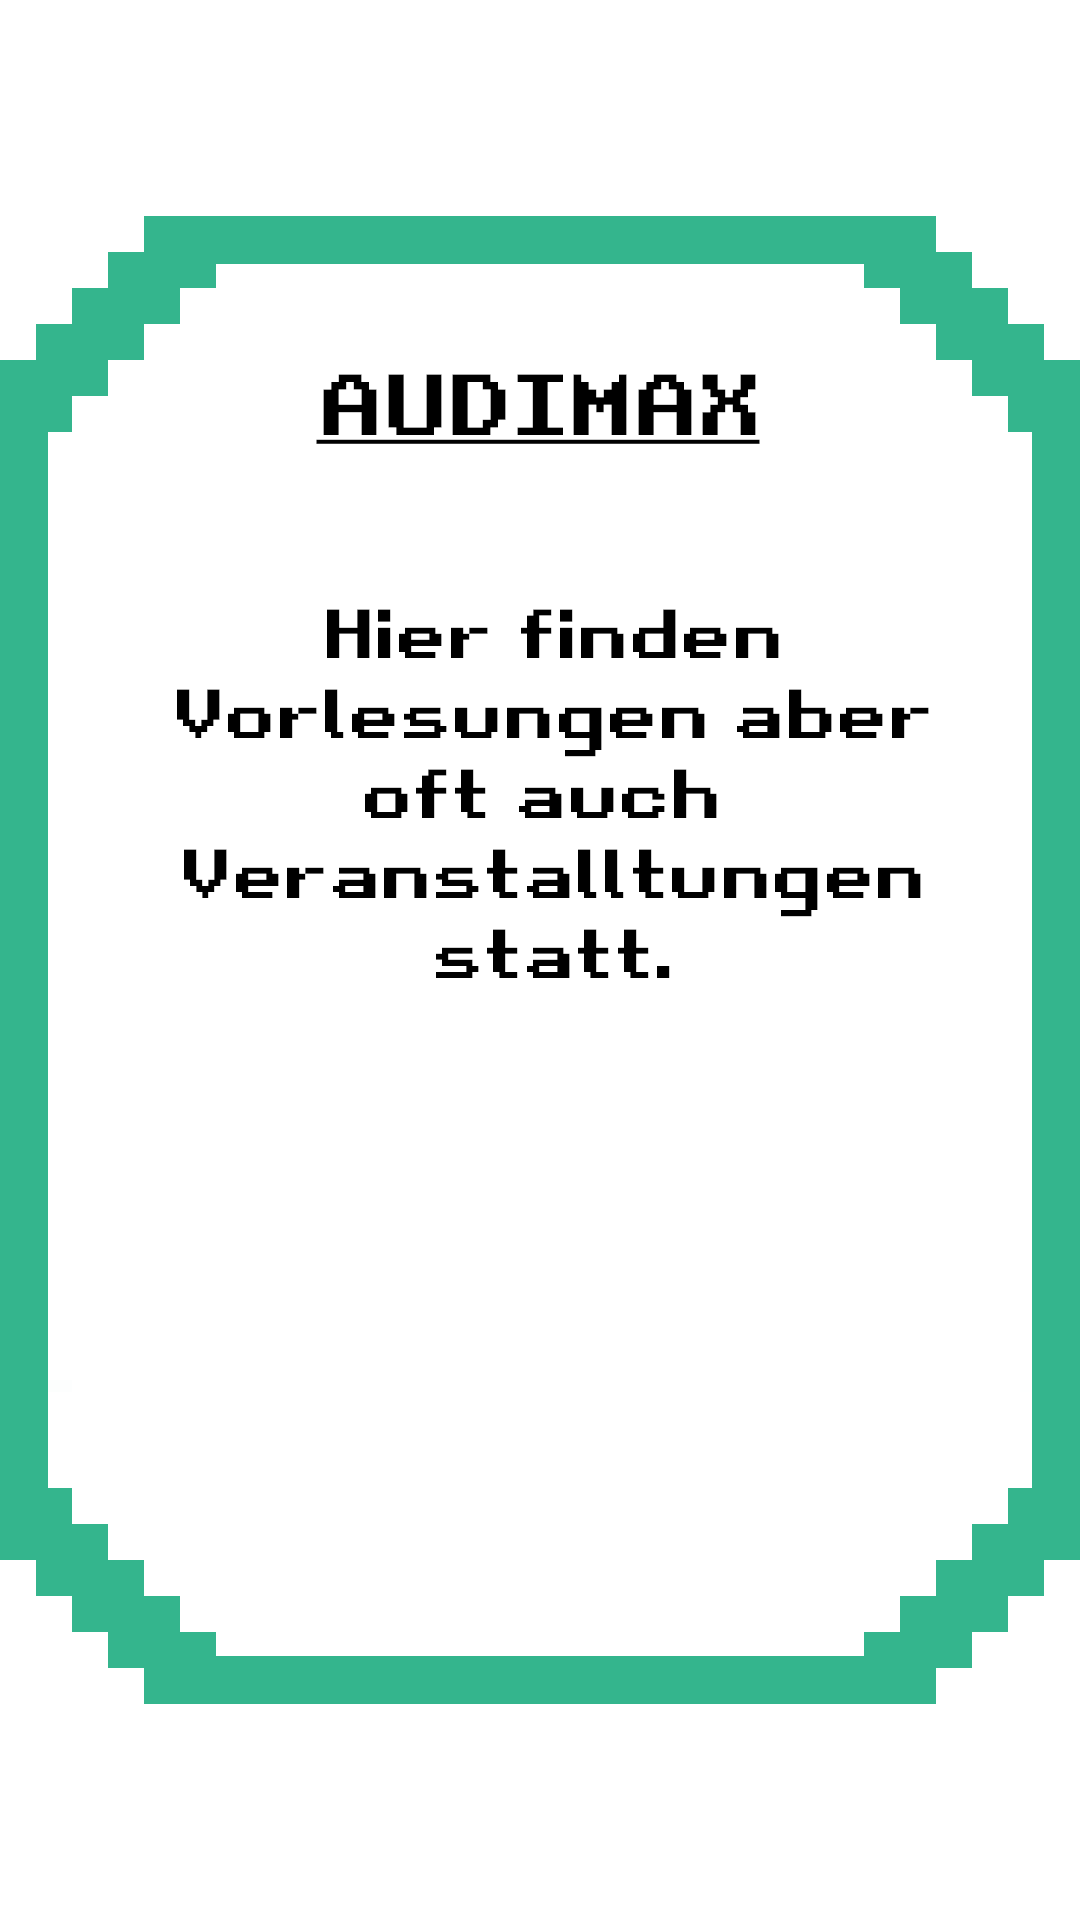 AUDIMAX
Hier finden
Vorlesungen aber
oft auch
Veranstalltungen
statt.